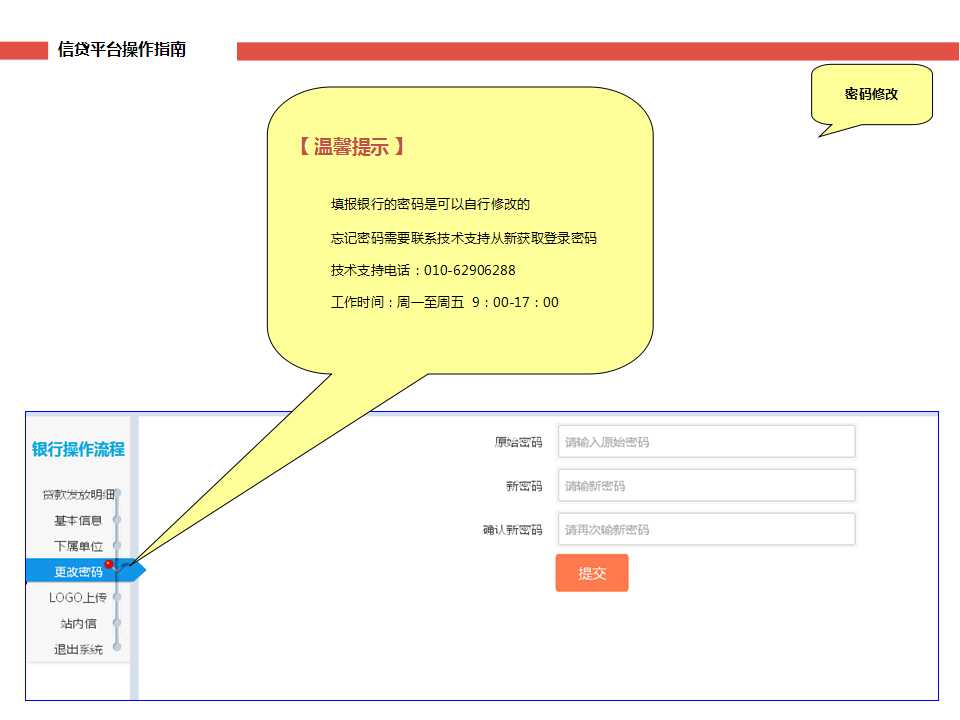 信贷平台操作指南
密码修改
【 温馨提示 】
填报银行的密码是可以自行修改的
忘记密码需要联系技术支持从新获取登录密码
技术支持电话：010-62906288
工作时间：周一至周五 9：00-17：00
银行操作流程
贷款发放明细
基本信息
下属单位
更改密码
LOGO上传
站内信
退出系统
原始密码 请输入原始密码
新密码 请输新密码
确认新密码 请再次输新密码
提交